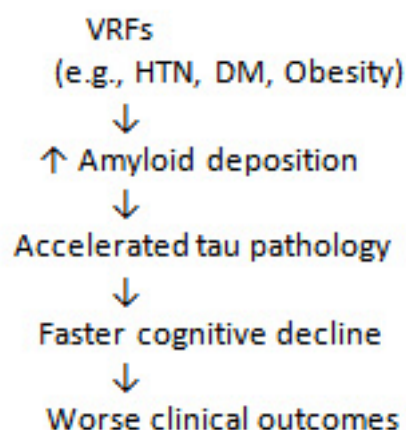 VRFs
(e.g., HTN, DM, Obesity)
↓
↑ Amyloid deposition
↓
Accelerated tau pathology
↓
Faster cognitive decline
↓
Worse clinical outcomes